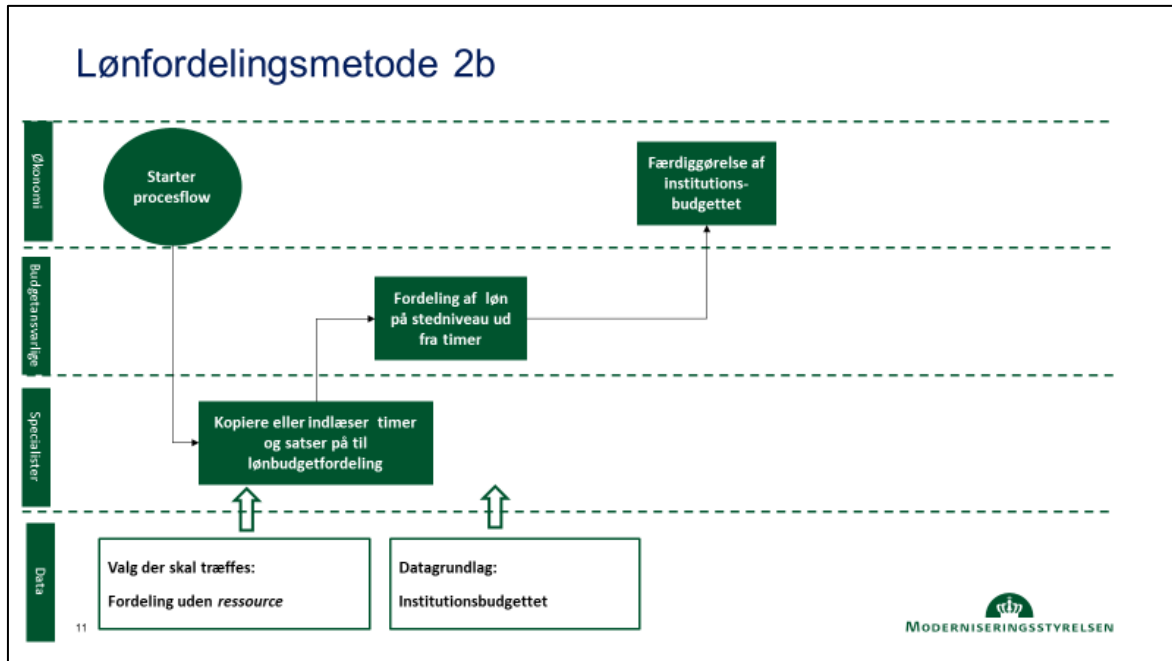 Lønfordelingsmetode 2b
Økonomi
Starter
procesflow
Færdiggørelse af
institutions-
budgettet
Budgetansvarlige
Fordeling af løn
på stedniveau ud
fra timer
Specialister
Kopiere eller indlæser timer
og satser på til
lønbudgetfordeling
Data
Valg der skal træffes:
Fordeling uden ressource
Datagrundlag:
Institutionsbudgettet
11
MODERNISERINGSSTYRELSEN